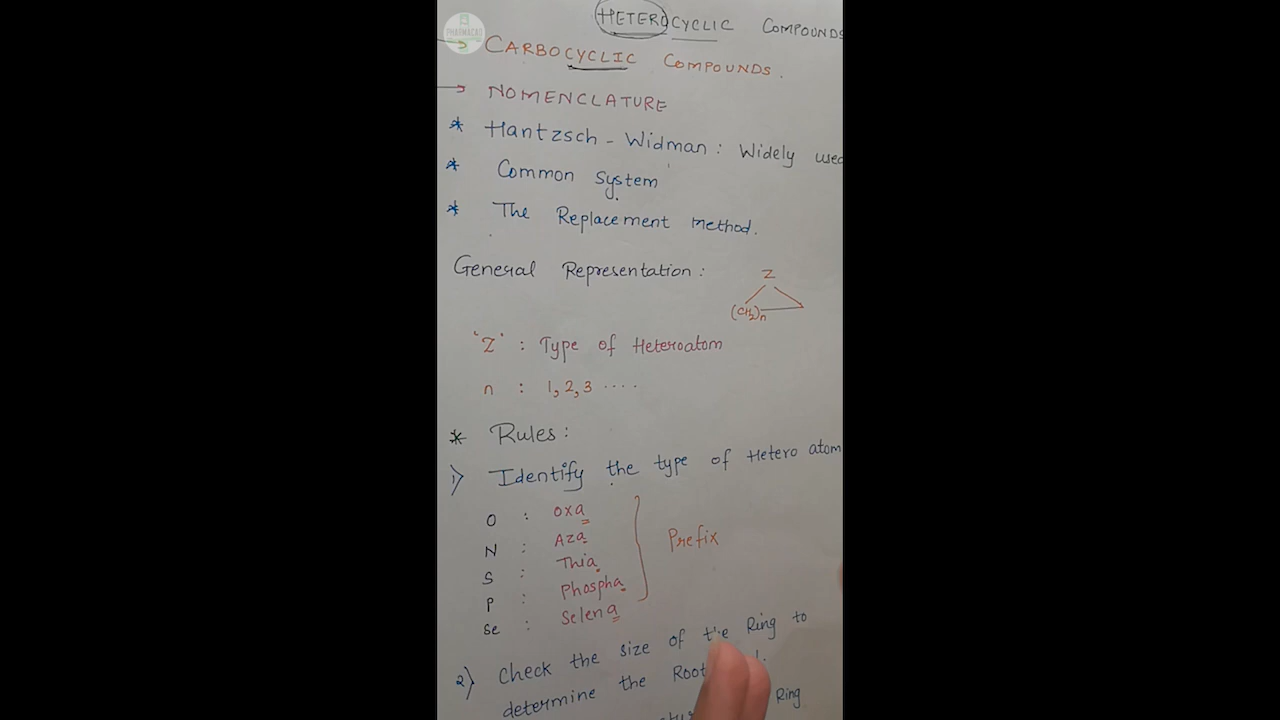 HETEROCYCLIC COMPOUNDS
PHARMACAD
→ CARBOCYCLIC COMPOUNDS.
→ NOMENCLATURE
* Hantzsch - Widman : Widely used
* Common System
* The Replacement method.
General Representation :
Z
(CH2)n
'Z' : Type of Heteroatom
n : 1, 2, 3 ....
* Rules :
1) Identify the type of Hetero atom
O : oxa
N : Aza
S : Thia
P : Phospha
Se : Selena
Prefix
2) Check the size of the Ring to
determine the Root
Ring